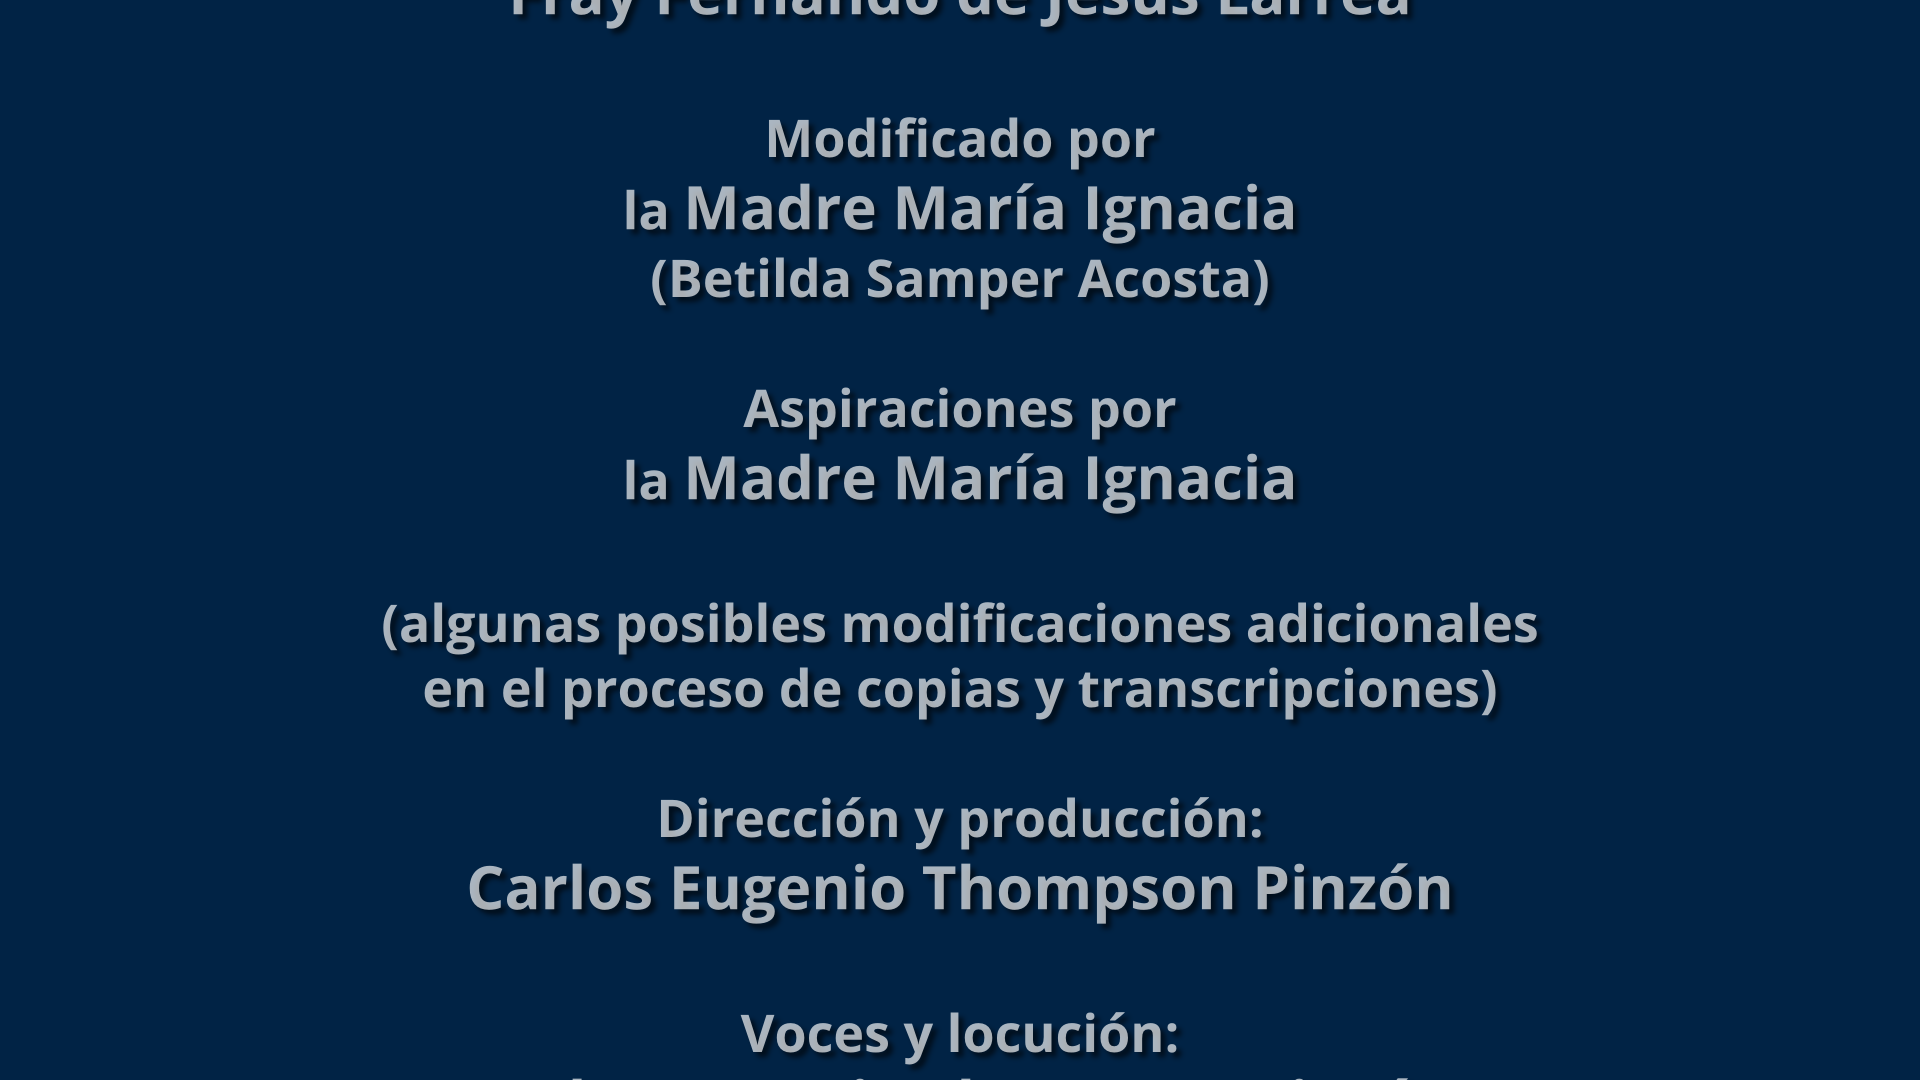 Fray Fernando de Jesús Larrea
Modificado por
la Madre María Ignacia
(Betilda Samper Acosta)
Aspiraciones por
la Madre María Ignacia
(algunas posibles modificaciones adicionales
en el proceso de copias y transcripciones)
Dirección y producción:
Carlos Eugenio Thompson Pinzón
Voces y locución: